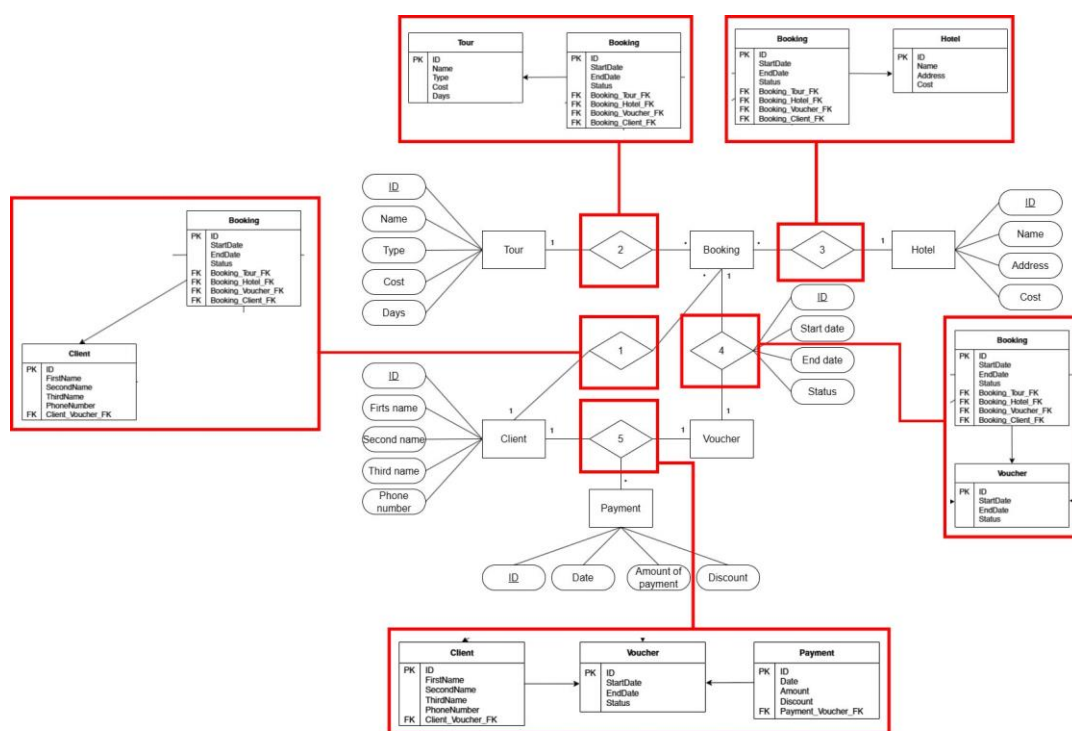 Tour
PK ID
Name
Type
Cost
Days
Booking
PK ID
StartDate
EndDate
Status
FK Booking_Tour_FK
FK Booking_Hotel_FK
FK Booking_Voucher_FK
FK Booking_Client_FK
Booking
PK ID
StartDate
EndDate
Status
FK Booking_Tour_FK
FK Booking_Hotel_FK
FK Booking_Voucher_FK
FK Booking_Client_FK
Hotel
PK ID
Name
Address
Cost
Booking
PK ID
StartDate
EndDate
Status
FK Booking_Tour_FK
FK Booking_Hotel_FK
FK Booking_Voucher_FK
FK Booking_Client_FK
Client
PK ID
FirstName
SecondName
ThirdName
PhoneNumber
FK Client_Voucher_FK
ID
Name
Type
Cost
Days
Tour
1
2
*
Booking
*
3
1
Hotel
ID
Name
Address
Cost
*
1
1
4
ID
Start date
End date
Status
1
1
ID
Firts name
Second name
Third name
Phone
number
Client
1
5
1
Voucher
*
Payment
ID
Date
Amount of
payment
Discount
Booking
PK ID
StartDate
EndDate
Status
FK Booking_Tour_FK
FK Booking_Hotel_FK
FK Booking_Voucher_FK
FK Booking_Client_FK
Voucher
PK ID
StartDate
EndDate
Status
Client
PK ID
FirstName
SecondName
ThirdName
PhoneNumber
FK Client_Voucher_FK
Voucher
PK ID
StartDate
EndDate
Status
Payment
PK ID
Date
Amount
Discount
FK Payment_Voucher_FK